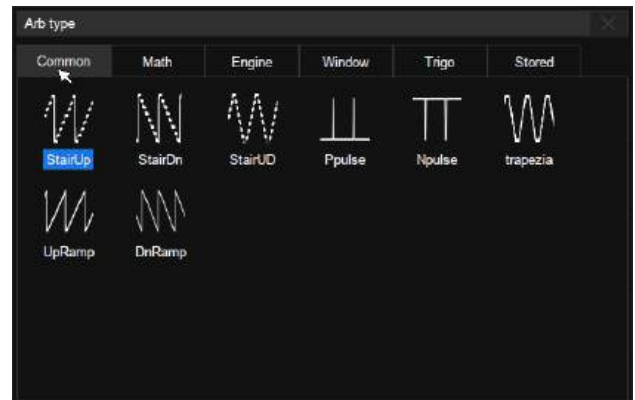 Arb type
Common Math Engine Window Trigo Stored
StairUp StairDn StairUD Ppulse Npulse trapezia
UpRamp DnRamp